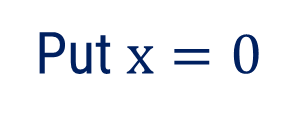 Put x = 0